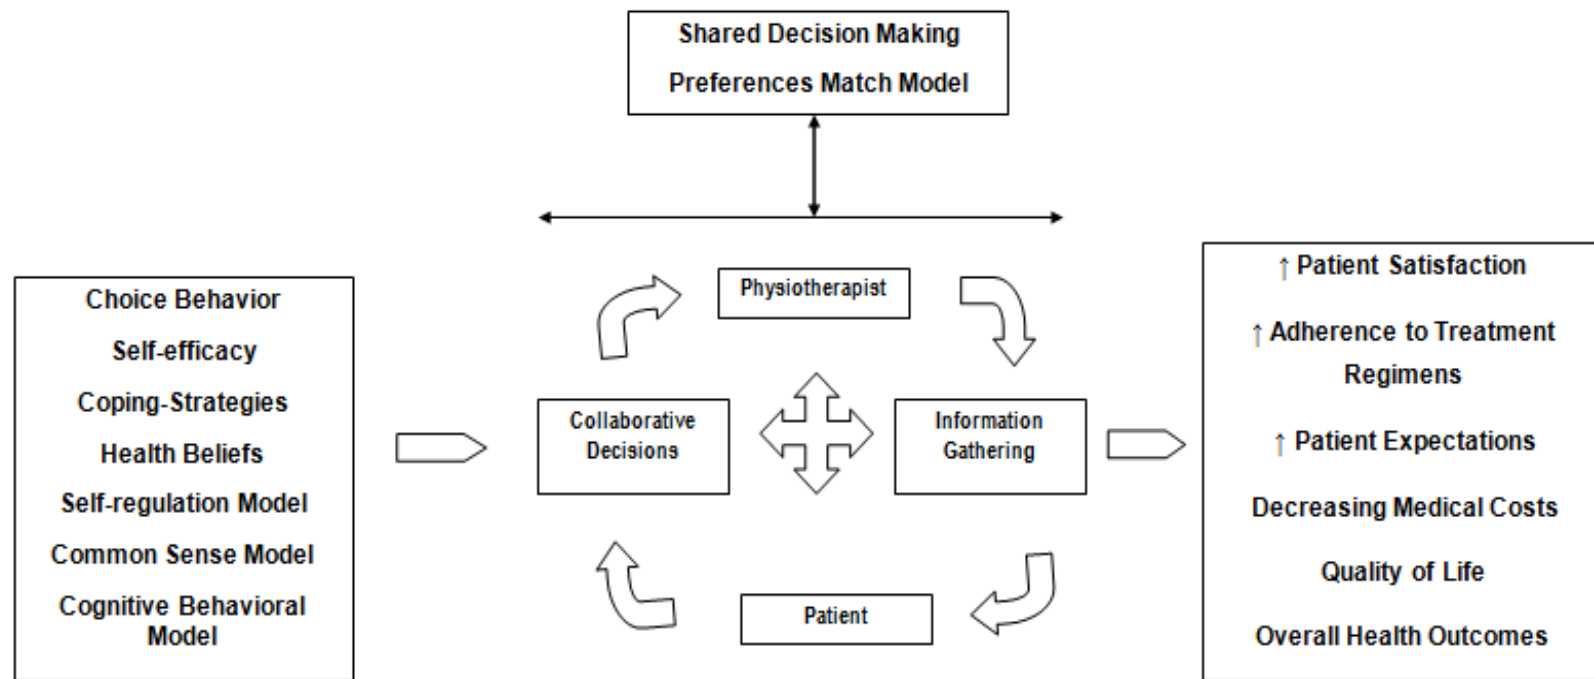 Shared Decision Making
Preferences Match Model
Choice Behavior
Self-efficacy
Coping-Strategies
Health Beliefs
Self-regulation Model
Common Sense Model
Cognitive Behavioral
Model
Physiotherapist
Collaborative
Decisions
Information
Gathering
Patient
↑ Patient Satisfaction
↑ Adherence to Treatment
Regimens
↑ Patient Expectations
Decreasing Medical Costs
Quality of Life
Overall Health Outcomes